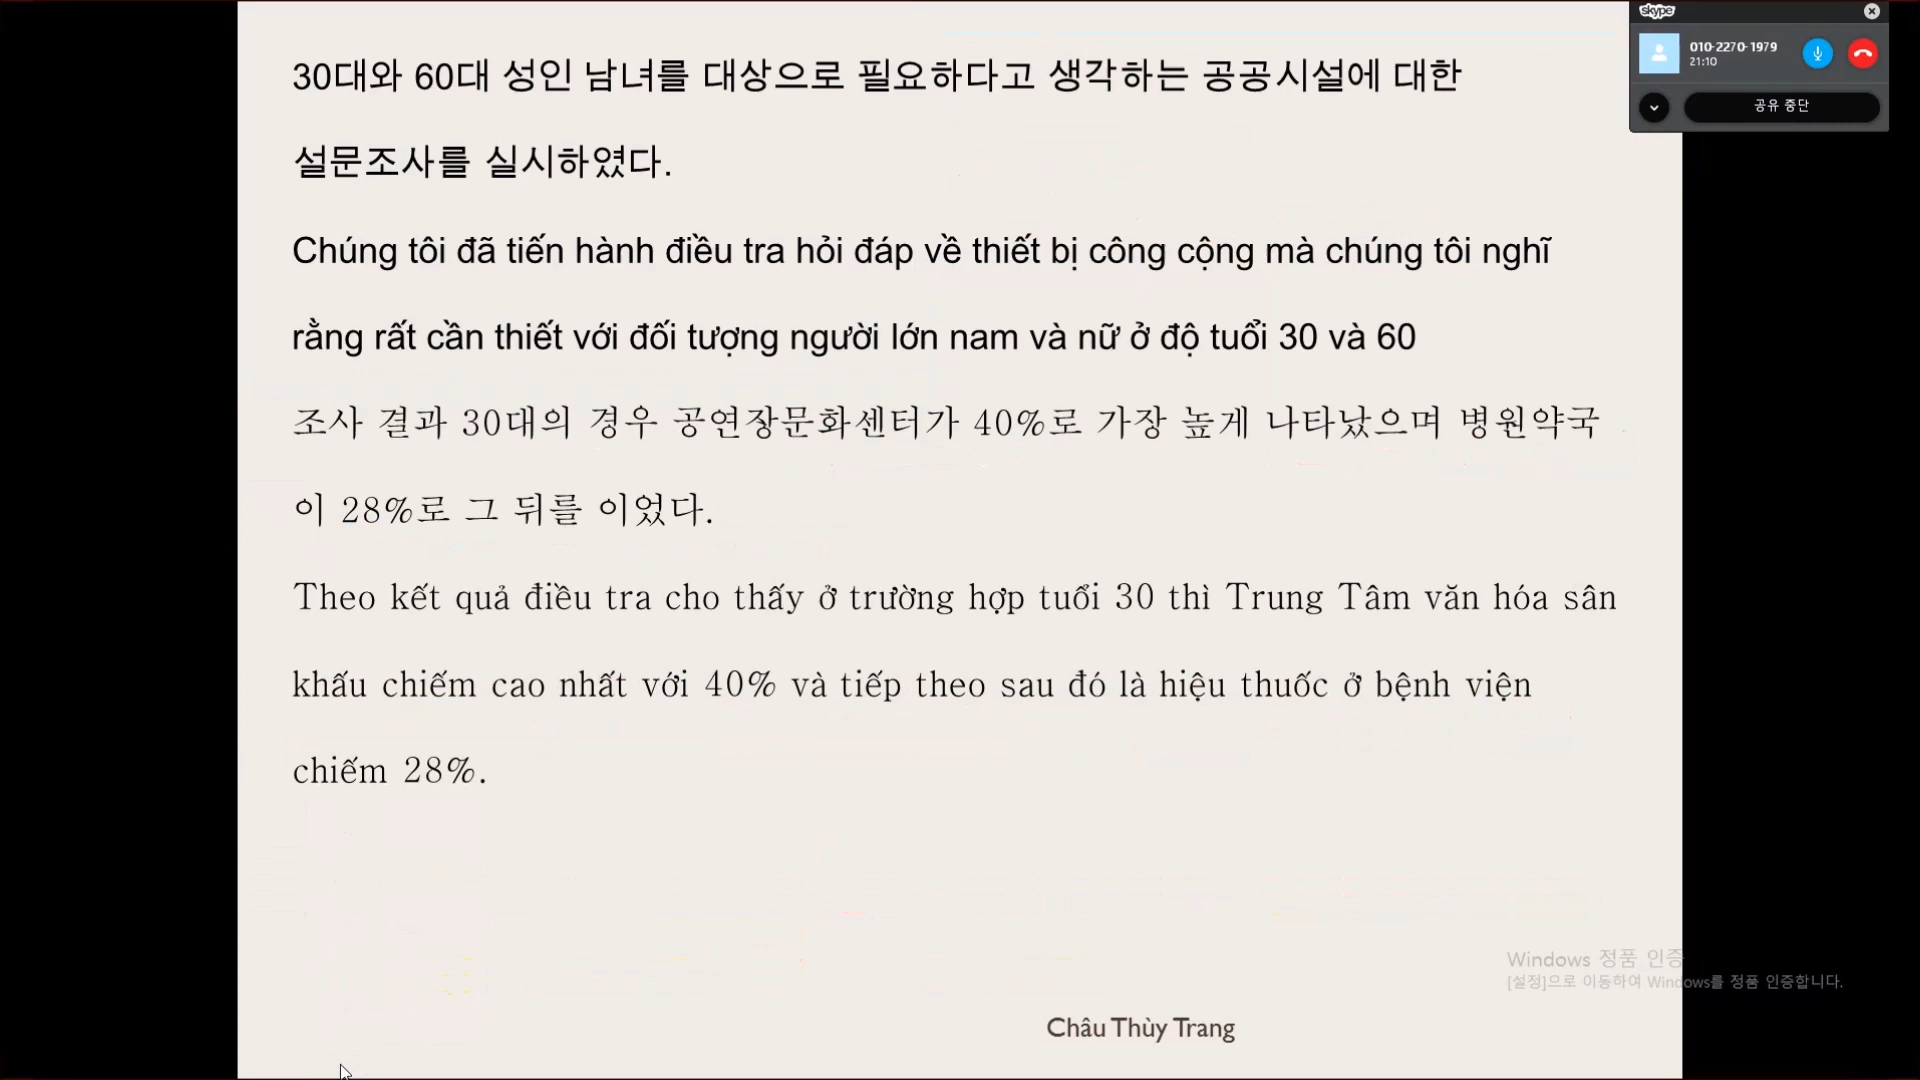 30대와 60대 성인 남녀를 대상으로 필요하다고 생각하는 공공시설에 대한
설문조사를 실시하였다.
Chúng tôi đã tiến hành điều tra hỏi đáp về thiết bị công cộng mà chúng tôi nghĩ
rằng rất cần thiết với đối tượng người lớn nam và nữ ở độ tuổi 30 và 60
조사 결과 30대의 경우 공연장문화센터가 40%로 가장 높게 나타났으며 병원약국
이 28%로 그 뒤를 이었다.
Theo kết quả điều tra cho thấy ở trường hợp tuổi 30 thì Trung Tâm văn hóa sân
khấu chiếm cao nhất với 40% và tiếp theo sau đó là hiệu thuốc ở bệnh viện
chiếm 28%.
Châu Thùy Trang
skype
010-2270-1979
21:10
공유 중단
Windows 정품 인증
[설정]으로 이동하여 Windows를 정품 인증합니다.